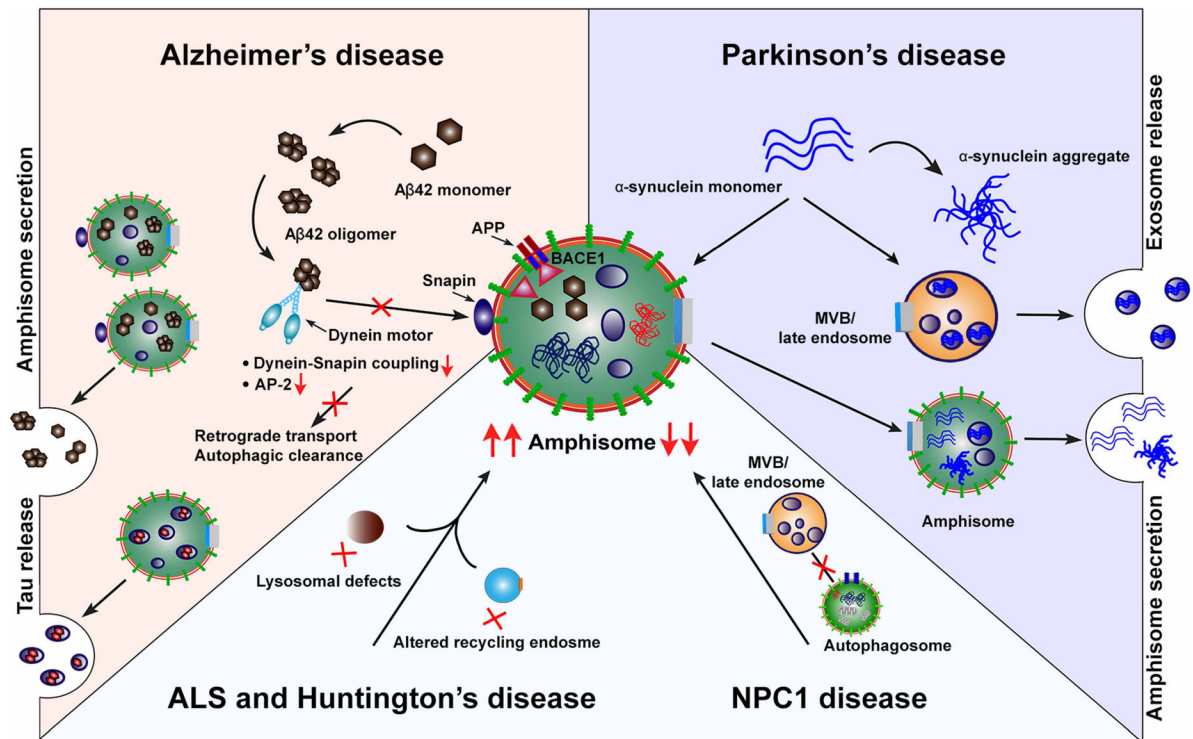 Alzheimer's disease
Parkinson's disease
Amphisome secretion
Exosome release
Aβ42 monomer
Aβ42 oligomer
α-synuclein monomer
α-synuclein aggregate
APP
BACE1
Snapin
Dynein motor
• Dynein-Snapin coupling
• AP-2
Retrograde transport
Autophagic clearance
MVB/
late endosome
Amphisome
Amphisome
Tau release
Amphisome secretion
Lysosomal defects
Altered recycling endosme
MVB/
late endosome
Autophagosome
ALS and Huntington's disease
NPC1 disease